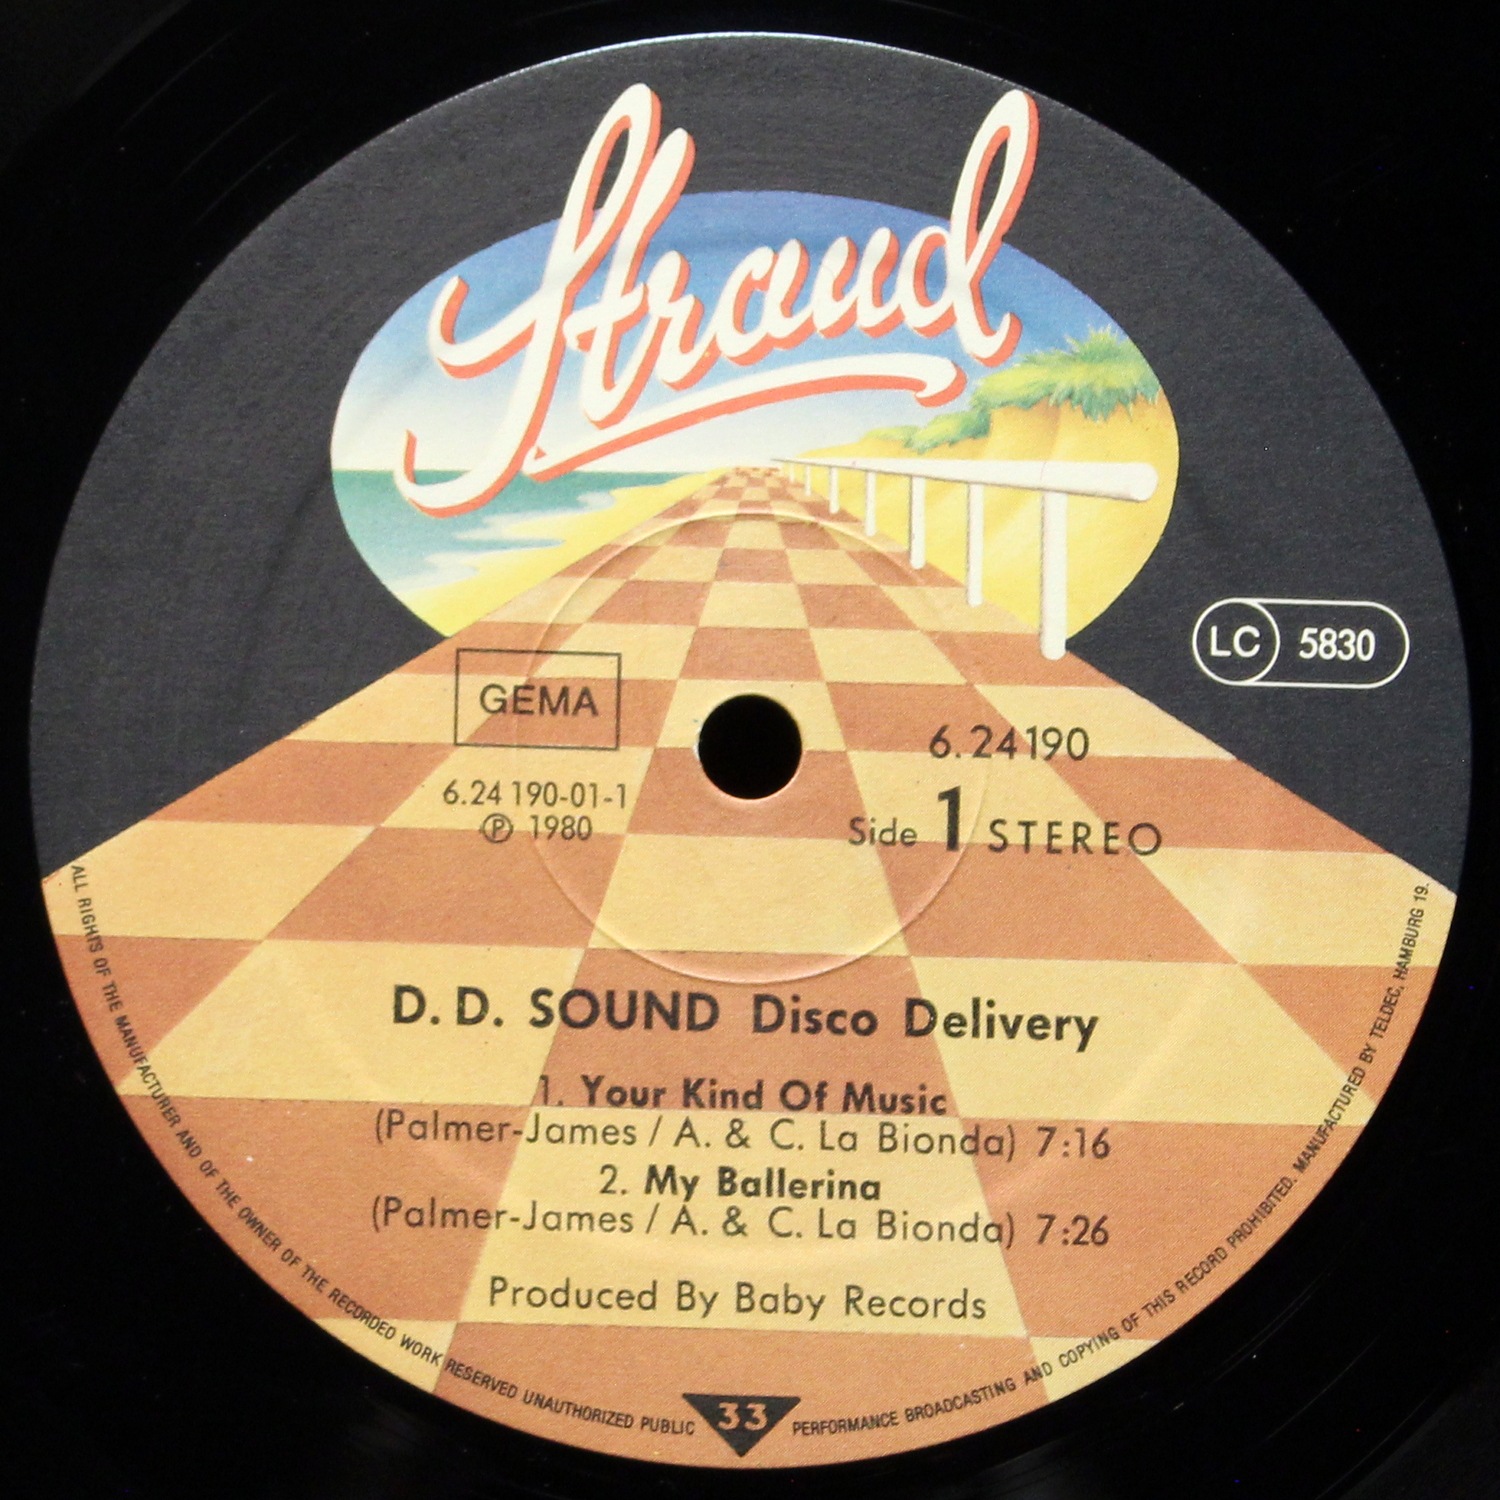 Strand
LC 5830
GEMA
6.24190
6.24 190-01-1
℗ 1980
Side 1 STEREO
D. D. SOUND Disco Delivery
1. Your Kind Of Music
(Palmer-James / A. & C. La Bionda) 7:16
2. My Ballerina
(Palmer-James / A. & C. La Bionda) 7:26
Produced By Baby Records
ALL RIGHTS OF THE MANUFACTURER AND OF THE OWNER OF THE RECORDED WORK RESERVED UNAUTHORIZED PUBLIC
33
PERFORMANCE BROADCASTING AND COPYING OF THIS RECORD PROHIBITED. MANUFACTURED BY TELDEC, HAMBURG 19.